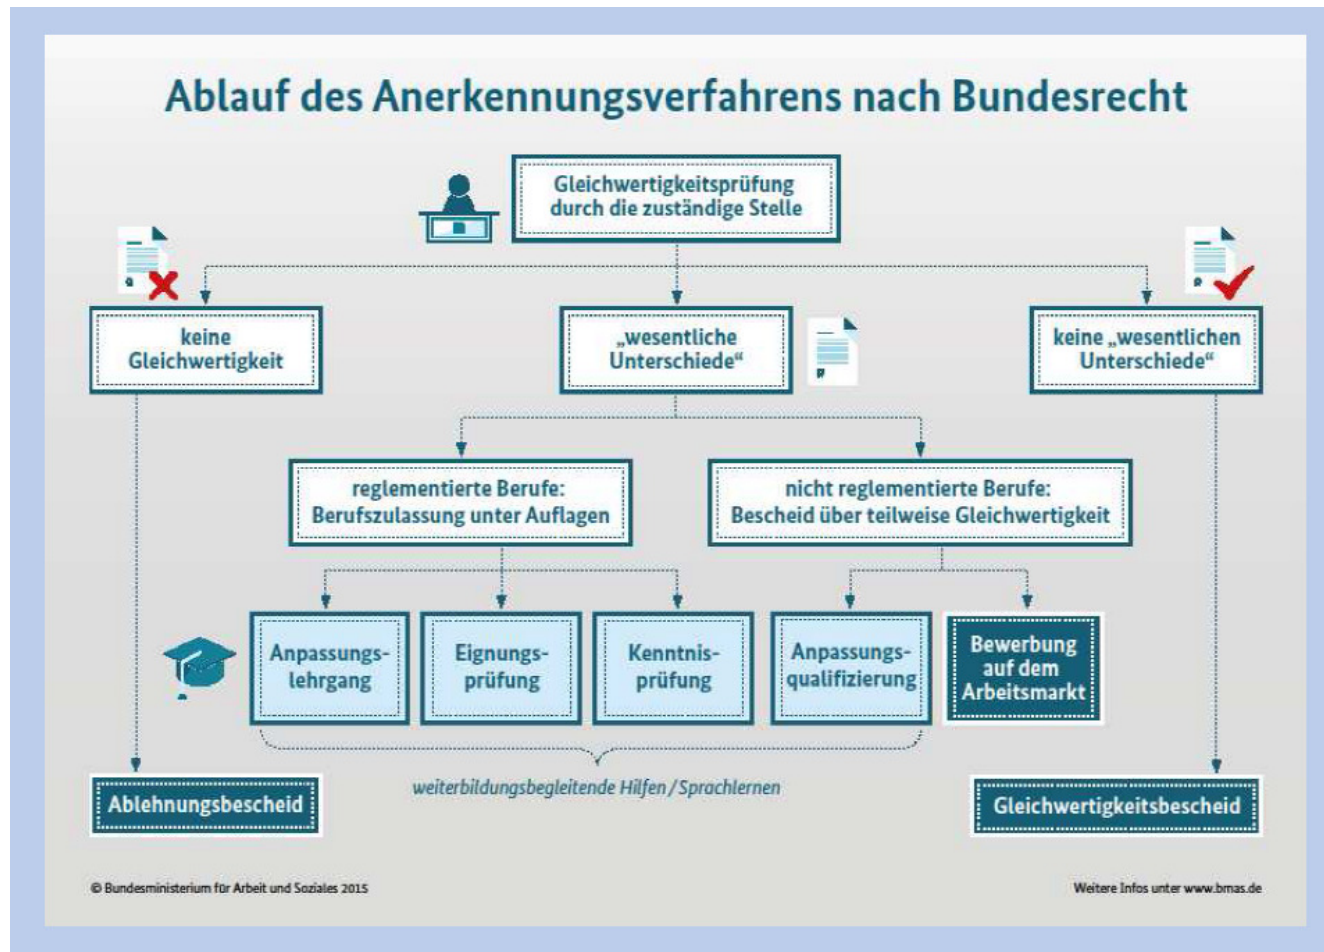 Ablauf des Anerkennungsverfahrens nach Bundesrecht
Gleichwertigkeitsprüfung
durch die zuständige Stelle
keine
Gleichwertigkeit
„wesentliche
Unterschiede“
keine „wesentlichen
Unterschiede“
reglementierte Berufe:
Berufszulassung unter Auflagen
nicht reglementierte Berufe:
Bescheid über teilweise Gleichwertigkeit
Anpassungs-
lehrgang
Eignungs-
prüfung
Kenntnis-
prüfung
Anpassungs-
qualifizierung
Bewerbung
auf dem
Arbeitsmarkt
weiterbildungsbegleitende Hilfen / Sprachlernen
Ablehnungsbescheid
Gleichwertigkeitsbescheid
© Bundesministerium für Arbeit und Soziales 2015
Weitere Infos unter www.bmas.de